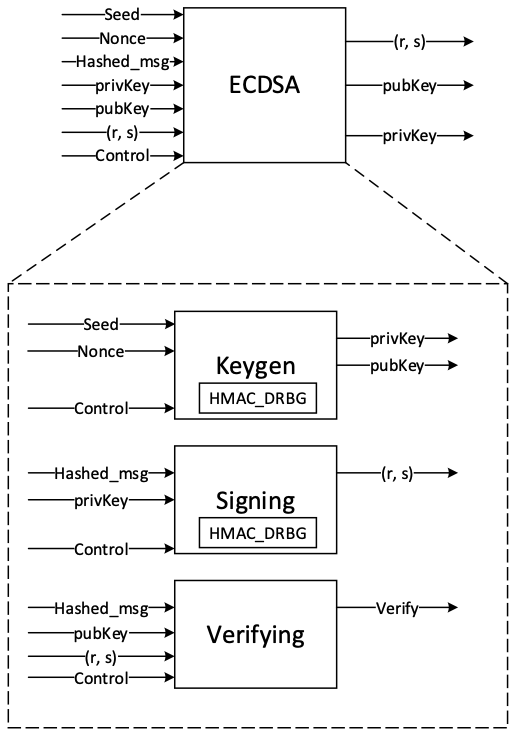 Seed
Nonce
Hashed_msg
privKey
pubKey
(r, s)
Control
ECDSA
(r, s)
pubKey
privKey
Seed
Nonce
Control
Keygen
HMAC_DRBG
privKey
pubKey
Hashed_msg
privKey
Control
Signing
HMAC_DRBG
(r, s)
Hashed_msg
pubKey
(r, s)
Control
Verifying
Verify